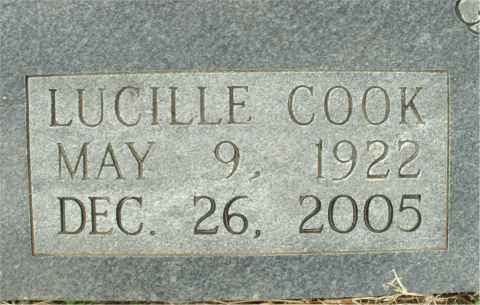 LUCILLE COOK
MAY 9, 1922
DEC. 26, 2005